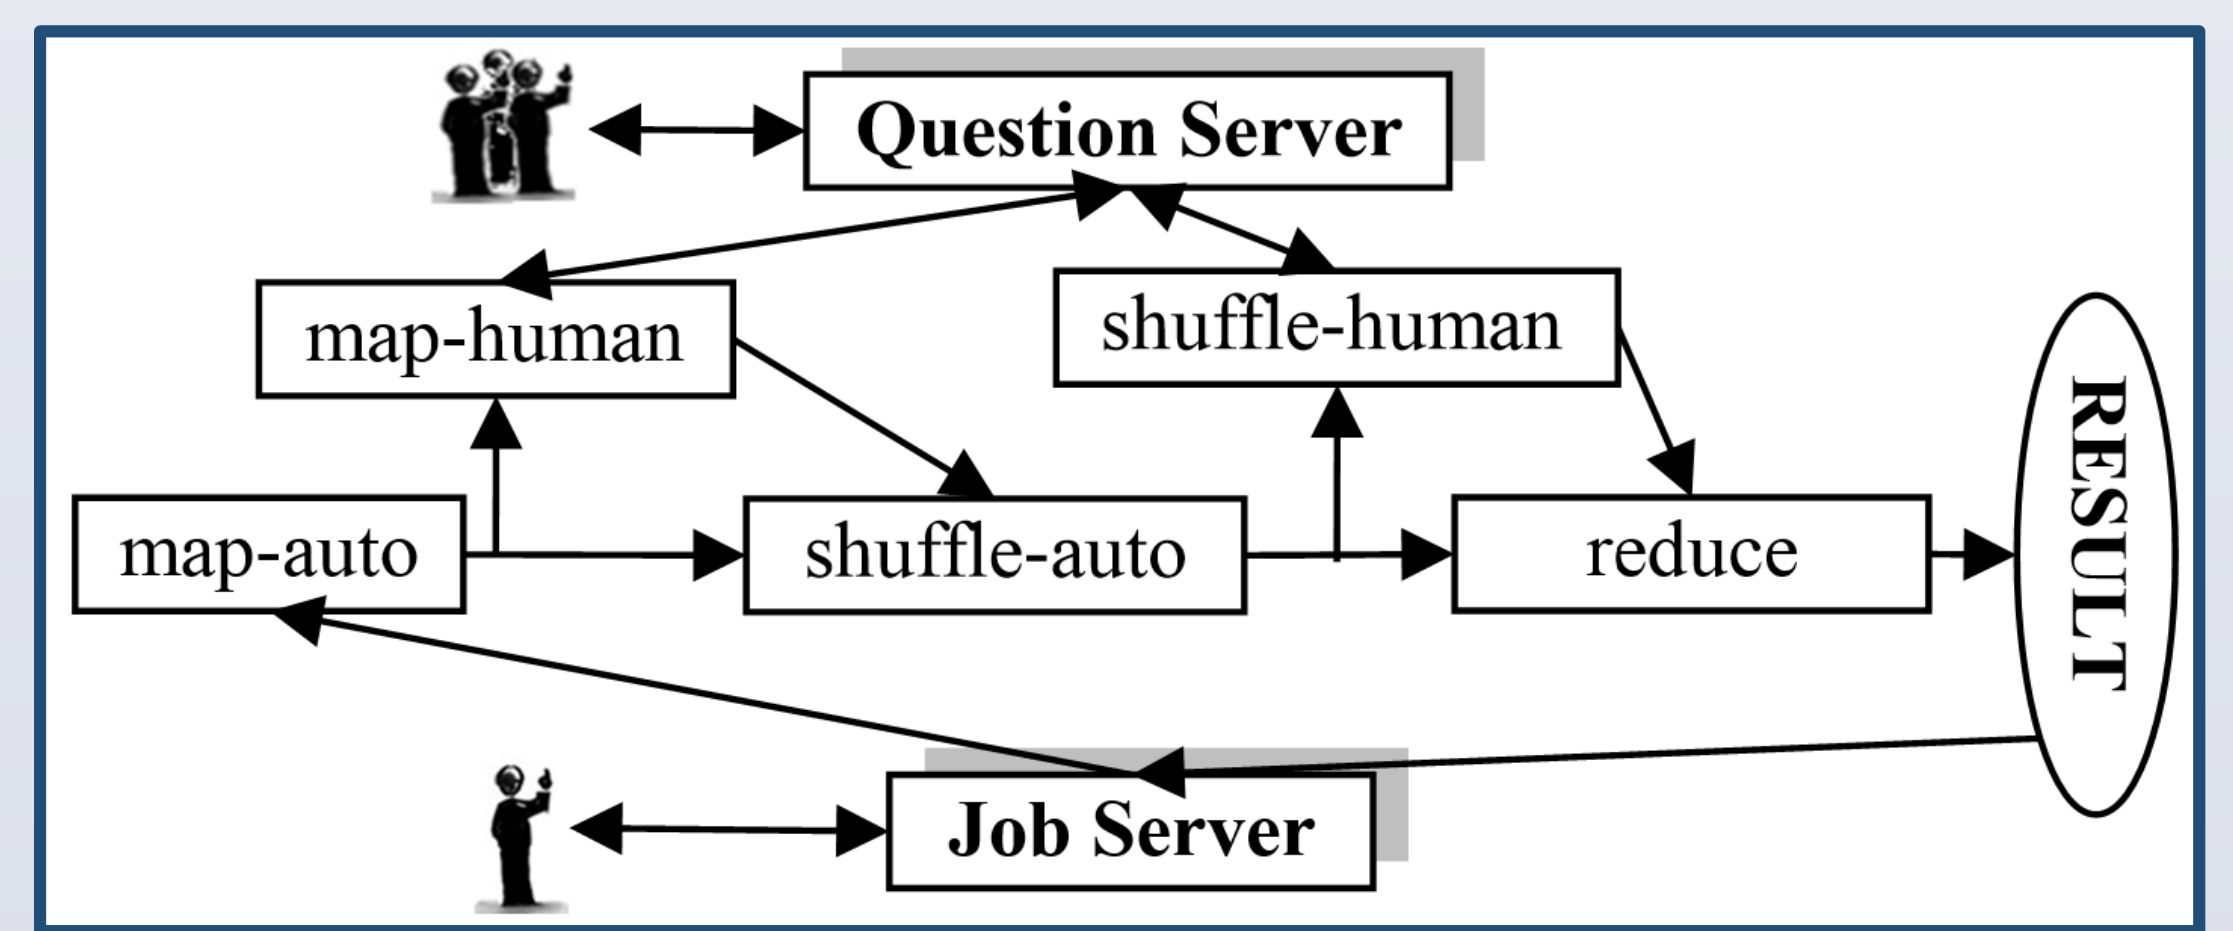 Question Server
map-human
shuffle-human
map-auto
shuffle-auto
reduce
RESULT
Job Server